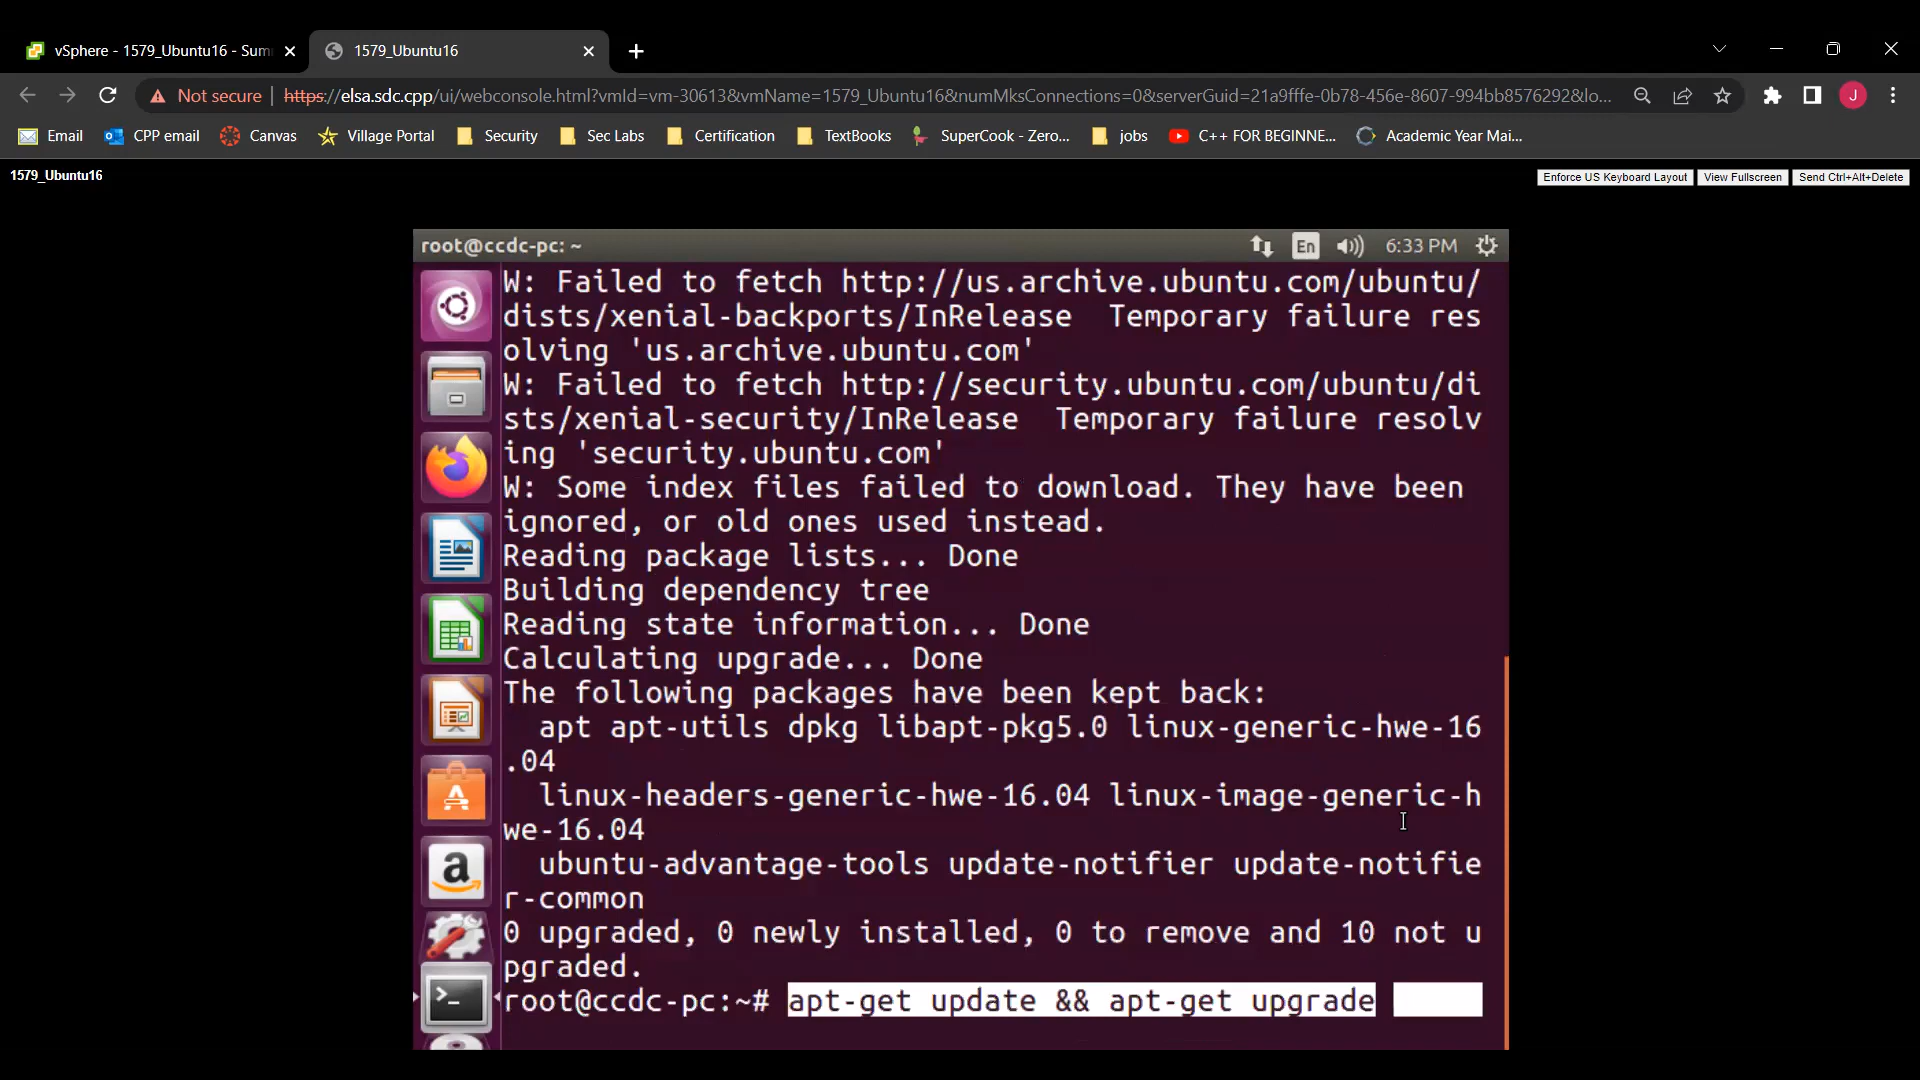 vSphere - 1579_Ubuntu16 - Sum
1579_Ubuntu16
Not secure
https://elsa.sdc.cpp/ui/webconsole.html?vmId=vm-30613&vmName=1579_Ubuntu16&numMksConnections=0&serverGuid=21a9fffe-0b78-456e-8607-994bb8576292&lo...
J
Email
CPP email
Canvas
Village Portal
Security
Sec Labs
Certification
TextBooks
SuperCook - Zero...
jobs
C++ FOR BEGINNE...
Academic Year Mai...
1579_Ubuntu16
Enforce US Keyboard Layout
View Fullscreen
Send Ctrl+Alt+Delete
root@ccdc-pc: ~
En
6:33 PM
W: Failed to fetch http://us.archive.ubuntu.com/ubuntu/
dists/xenial-backports/InRelease  Temporary failure res
olving 'us.archive.ubuntu.com'
W: Failed to fetch http://security.ubuntu.com/ubuntu/di
sts/xenial-security/InRelease  Temporary failure resolv
ing 'security.ubuntu.com'
W: Some index files failed to download. They have been
ignored, or old ones used instead.
Reading package lists... Done
Building dependency tree
Reading state information... Done
Calculating upgrade... Done
The following packages have been kept back:
  apt apt-utils dpkg libapt-pkg5.0 linux-generic-hwe-16
.04
  linux-headers-generic-hwe-16.04 linux-image-generic-h
we-16.04
  ubuntu-advantage-tools update-notifier update-notifie
r-common
0 upgraded, 0 newly installed, 0 to remove and 10 not u
pgraded.
root@ccdc-pc:~# apt-get update && apt-get upgrade